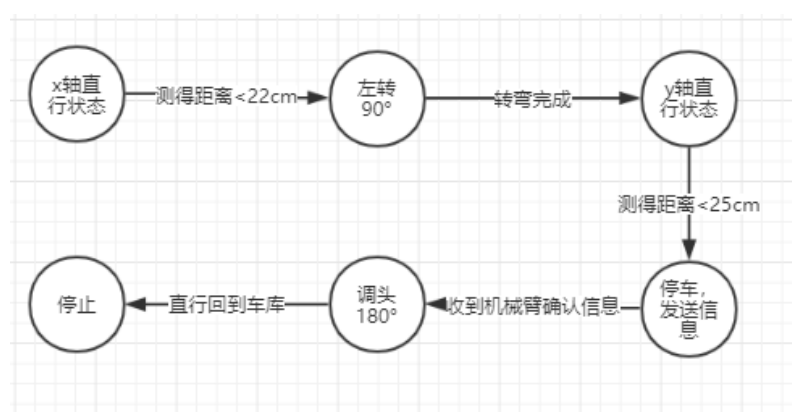 x轴直
行状态
测得距离<22cm
左转
90°
转弯完成
y轴直
行状态
测得距离<25cm
停车，
发送信
息
收到机械臂确认信息
调头
180°
直行回到车库
停止